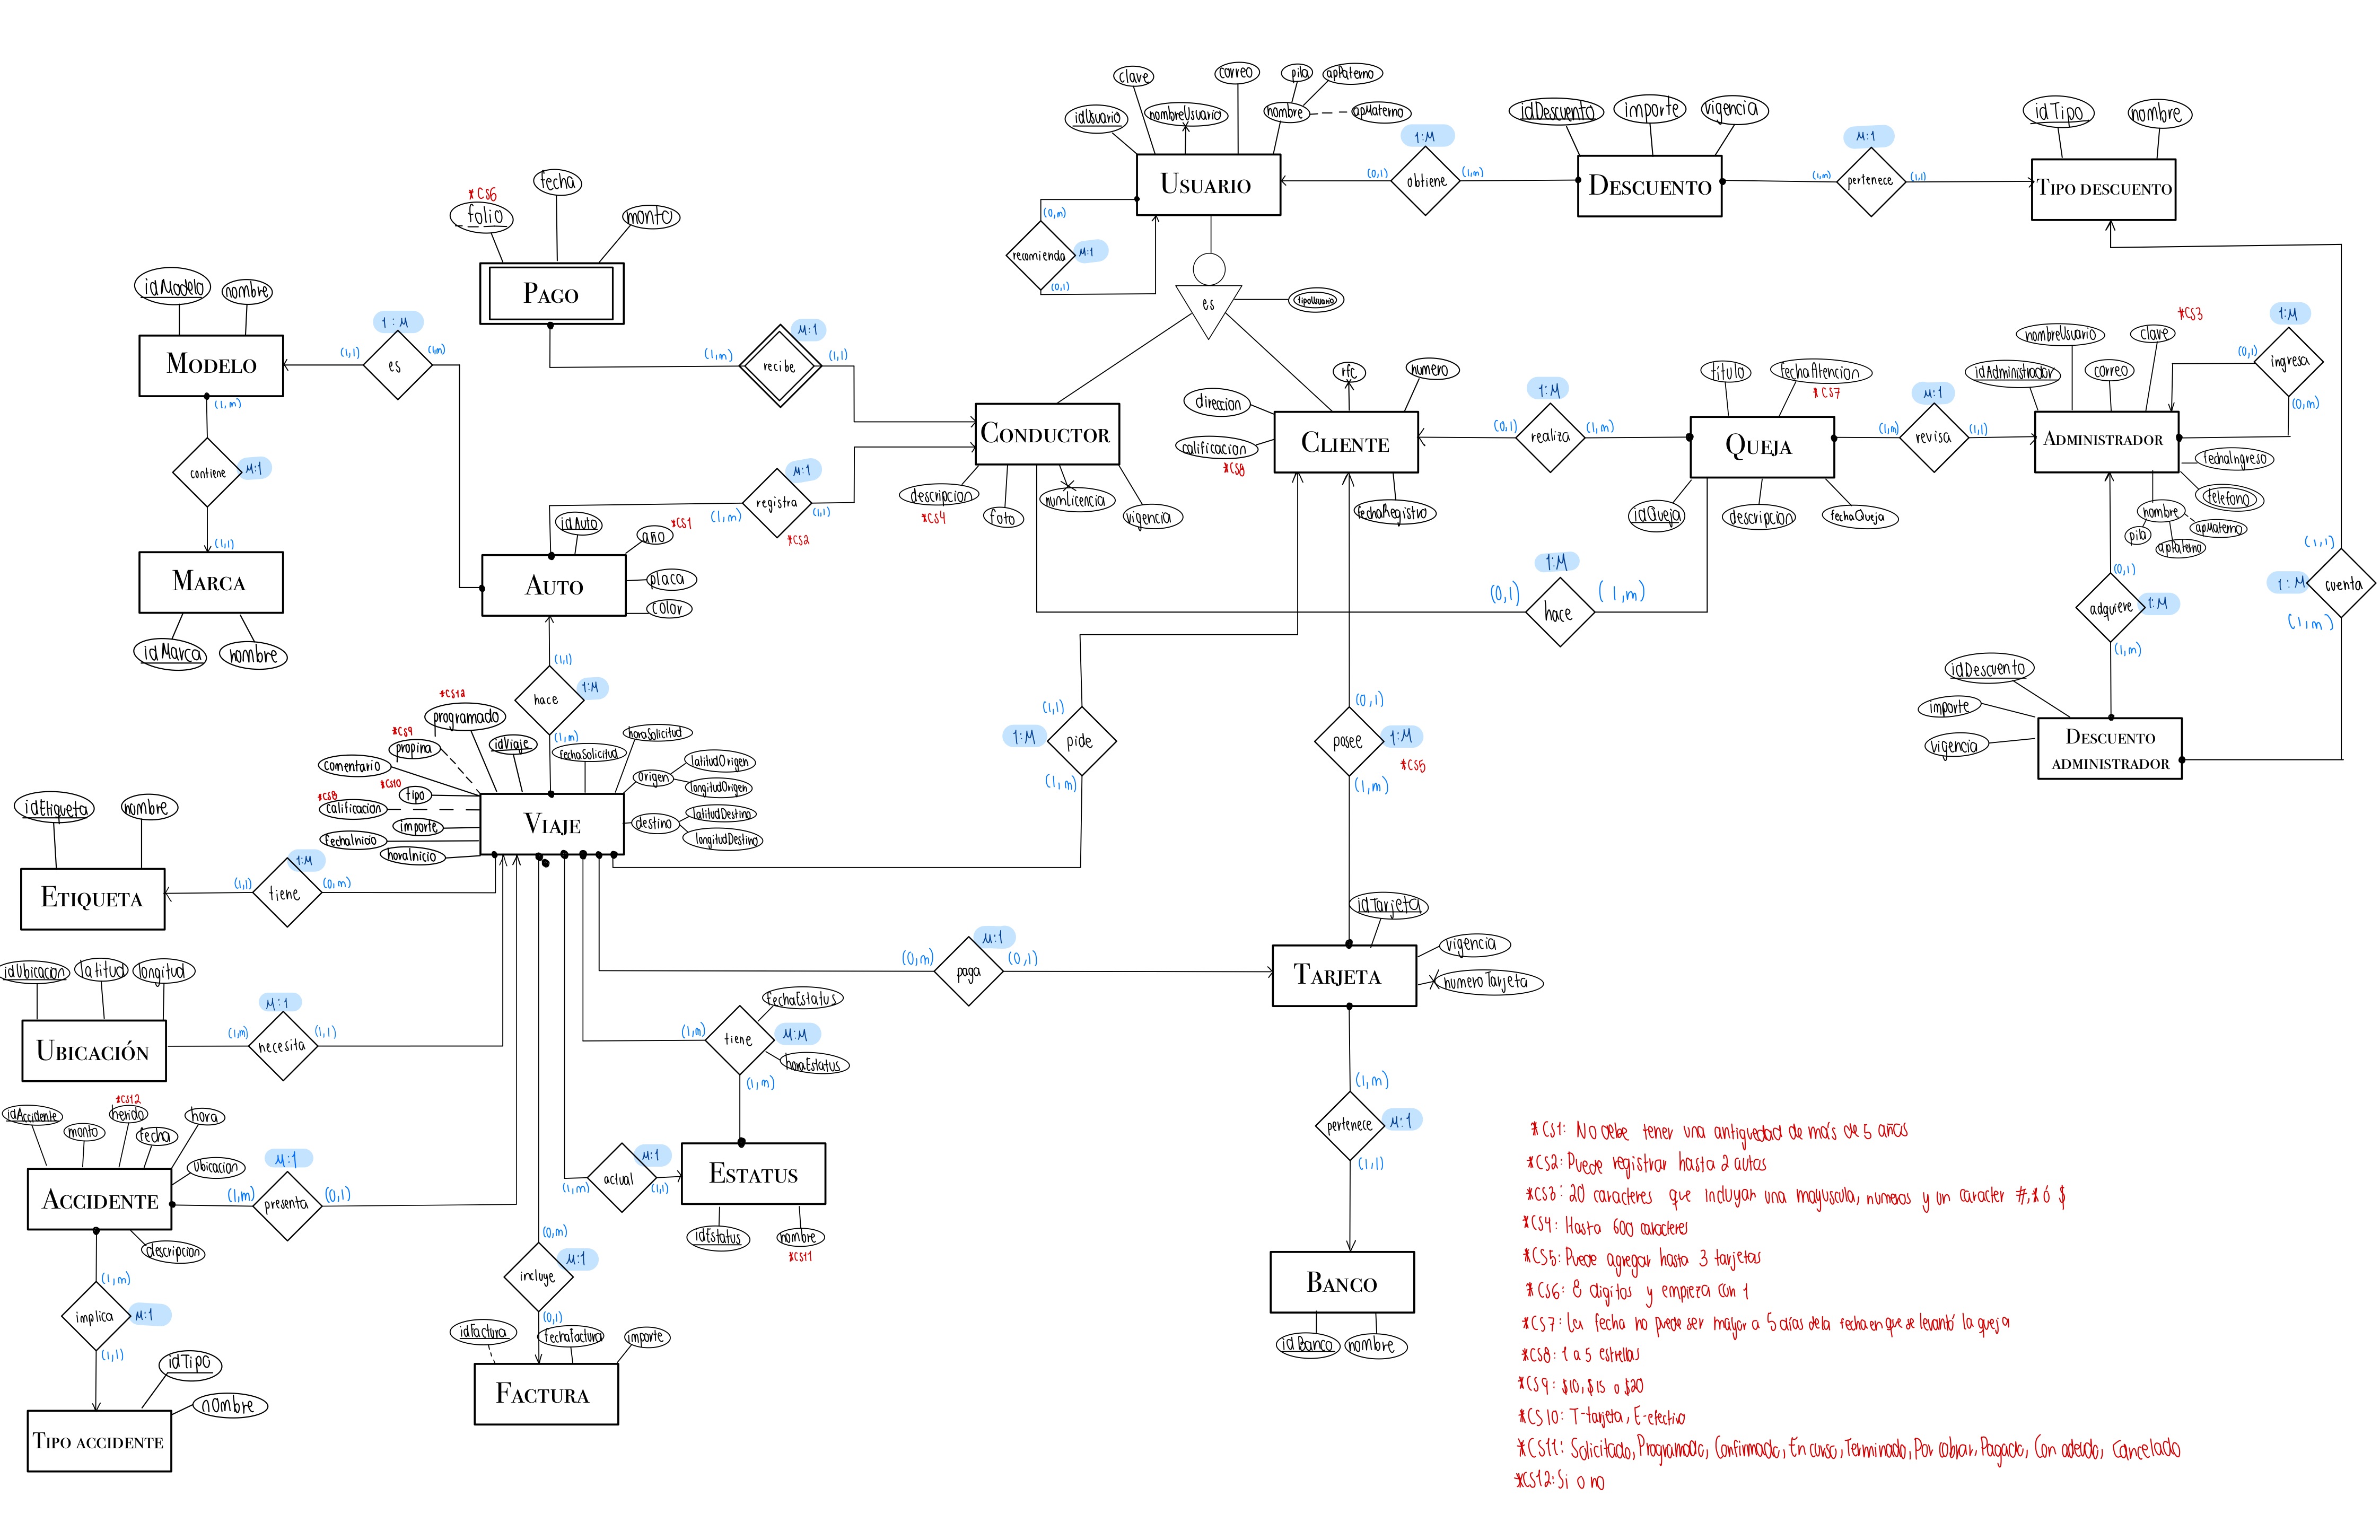 clave
correo
pila
apPaterno
idUsuario
nombreUsuario
nombre
apMaterno
USUARIO
(0,1)
1:M
obtiene
(1,m)
idDescuento
importe
vigencia
DESCUENTO
(1,m)
M:1
pertenece
(1,1)
idTipo
nombre
TIPO DESCUENTO
(0,m)
recomienda
M:1
(0,1)
es
tipoUsuario
*CS6
folio
fecha
monto
PAGO
(1,m)
M:1
recibe
(1,1)
idModelo
nombre
MODELO
(1,1)
1:M
es
(1,m)
(1,m)
contiene
M:1
(1,1)
MARCA
idMarca
nombre
CONDUCTOR
descripcion
*CS4
foto
numLicencia
vigencia
(1,m)
M:1
registra
(1,1)
*CS2
idAuto
año
*CS1
placa
color
AUTO
rfc
numero
direccion
calificacion
*CS8
CLIENTE
fechaRegistro
(0,1)
1:M
realiza
(1,m)
titulo
fechaAtencion
*CS7
QUEJA
idQueja
descripcion
fechaQueja
(1,m)
M:1
revisa
(1,1)
nombreUsuario
clave
*CS3
idAdministrador
correo
ADMINISTRADOR
fechaIngreso
telefono
nombre
pila
apPaterno
apMaterno
1:M
(0,1)
ingresa
(0,m)
(0,1)
1:M
hace
(1,m)
(0,1)
adquiere
1:M
(1,m)
(1,1)
1:M
cuenta
(1,m)
idDescuento
importe
vigencia
DESCUENTO
ADMINISTRADOR
(1,1)
hace
1:M
(1,m)
*CS12
programado
*CS9
propina
idViaje
fechaSolicitud
horaSolicitud
comentario
*CS10
tipo
*CS8
calificacion
importe
fechaInicio
horaInicio
origen
latitudOrigen
longitudOrigen
destino
latitudDestino
longitudDestino
VIAJE
(1,1)
1:M
pide
(1,m)
(0,1)
posee
1:M
*CS5
(1,m)
idEtiqueta
nombre
ETIQUETA
(1,1)
1:M
tiene
(0,m)
idUbicacion
latitud
longitud
UBICACIÓN
(1,m)
M:1
necesita
(1,1)
(0,m)
M:1
paga
(0,1)
idTarjeta
vigencia
numeroTarjeta
TARJETA
(1,m)
tiene
fechaEstatus
M:M
horaEstatus
(1,m)
(1,m)
M:1
actual
(1,1)
ESTATUS
idEstatus
nombre
*CS11
(1,m)
pertenece
M:1
(1,1)
BANCO
idBanco
nombre
idAccidente
monto
*CS12
herido
fecha
hora
ubicacion
ACCIDENTE
descripcion
(1,m)
M:1
presenta
(0,1)
(1,m)
implica
M:1
(1,1)
idTipo
nombre
TIPO ACCIDENTE
(0,m)
incluye
M:1
(0,1)
idFactura
fechaFactura
importe
FACTURA
*CS1: No debe tener una antiguedad de más de 5 años
*CS2: Puede registrar hasta 2 autos
*CS3: 20 caracteres que incluyan una mayuscula, numeros y un caracter #,* ó $
*CS4: Hasta 600 caracteres
*CS5: Puede agregar hasta 3 tarjetas
*CS6: 8 digitos y empieza con 1
*CS7: La fecha no puede ser mayor a 5 días de la fecha en que se levantó la queja
*CS8: 1 a 5 estrellas
*CS9: $10, $15 o $20
*CS10: T-tarjeta, E-efectivo
*CS11: Solicitado, Programado, Confirmado, En curso, Terminado, Por cobrar, Pagado, Con adeudo, Cancelado
*CS12: Si o no